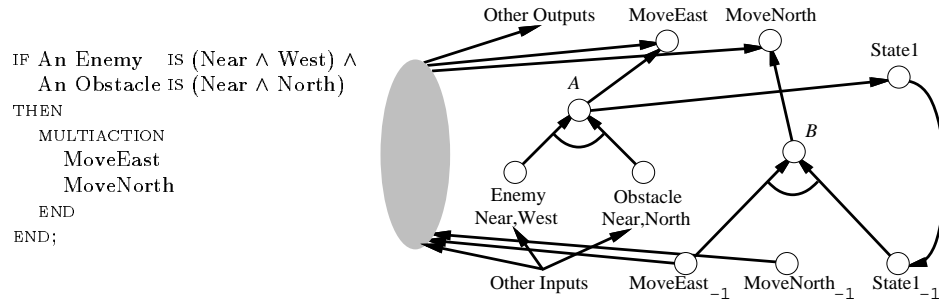 IF An Enemy IS (Near ∧ West) ∧
An Obstacle IS (Near ∧ North)
THEN
MULTIACTION
MoveEast
MoveNorth
END
END;
Other Outputs
MoveEast
MoveNorth
State1
A
B
Enemy
Near,West
Obstacle
Near,North
Other Inputs
MoveEast_-1
MoveNorth_-1
State1_-1